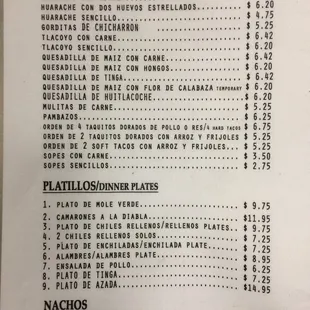 HUARACHE CON DOS HUEVOS ESTRELLADOS $ 6.20
HUARACHE SENCILLO $ 4.75
GORDITAS DE CHICHARRON $ 5.25
TLACOYO CON CARNE $ 6.42
TLACOYO SENCILLO $ 6.20
QUESADILLA DE MAIZ CON CARNE $ 6.42
QUESADILLA DE MAIZ CON HONGOS $ 6.20
QUESADILLA DE TINGA $ 6.42
QUESADILLA DE MAIZ CON FLOR DE CALABAZA TEMPORARY $ 6.20
QUESADILLA DE HUITLACOCHE $ 6.20
MULITAS DE CARNE $ 5.25
PAMBAZOS $ 6.25
ORDEN DE 4 TAQUITOS DORADOS DE POLLO O RES/4 HARD TACOS $ 6.75
ORDEN DE 2 TAQUITOS DORADOS CON ARROZ Y FRIJOLES $ 5.25
ORDEN DE 2 SOFT TACOS CON ARROZ Y FRIJOLES $ 5.25
SOPES CON CARNE $ 3.50
SOPES SENCILLOS $ 2.75
PLATILLOS/DINNER PLATES
1. PLATO DE MOLE VERDE $ 9.75
2. CAMARONES A LA DIABLA $11.95
3. PLATO DE CHILES RELLENOS/RELLENOS PLATES $ 9.75
4. 2 CHILES RELLENOS SOLOS $ 7.25
5. PLATO DE ENCHILADAS/ENCHILADA PLATE $ 7.25
6. ALAMBRES/ALAMBRES PLATE $ 8.95
7. ENSALADA DE POLLO $ 6.25
8. PLATO DE TINGA $ 7.25
9. PLATO DE AZADA $14.95
NACHOS